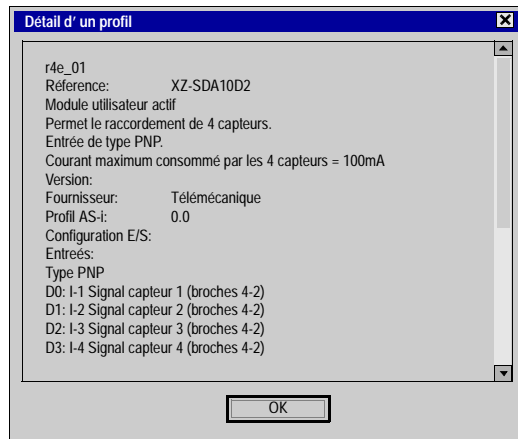 Détail d' un profil
r4e_01
Réference: XZ-SDA10D2
Module utilisateur actif
Permet le raccordement de 4 capteurs.
Entrée de type PNP.
Courant maximum consommé par les 4 capteurs = 100mA
Version:
Fournisseur: Télémécanique
Profil AS-i: 0.0
Configuration E/S:
Entreés:
Type PNP
D0: I-1 Signal capteur 1 (broches 4-2)
D1: I-2 Signal capteur 2 (broches 4-2)
D2: I-3 Signal capteur 3 (broches 4-2)
D3: I-4 Signal capteur 4 (broches 4-2)
OK